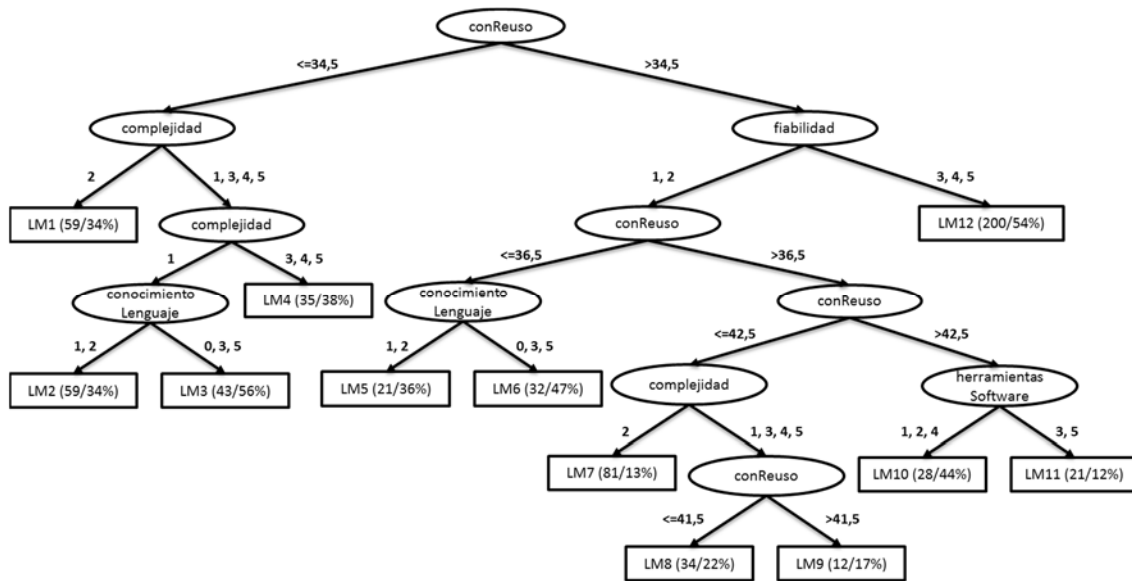 conReuso
<=34,5
>34,5
complejidad
fiabilidad
2
1, 3, 4, 5
1, 2
3, 4, 5
LM1 (59/34%)
complejidad
conReuso
LM12 (200/54%)
1
3, 4, 5
<=36,5
>36,5
conocimiento
Lenguaje
LM4 (35/38%)
conocimiento
Lenguaje
conReuso
1, 2
0, 3, 5
1, 2
0, 3, 5
<=42,5
>42,5
LM2 (59/34%)
LM3 (43/56%)
LM5 (21/36%)
LM6 (32/47%)
complejidad
herramientas
Software
2
1, 3, 4, 5
1, 2, 4
3, 5
LM7 (81/13%)
conReuso
LM10 (28/44%)
LM11 (21/12%)
<=41,5
>41,5
LM8 (34/22%)
LM9 (12/17%)